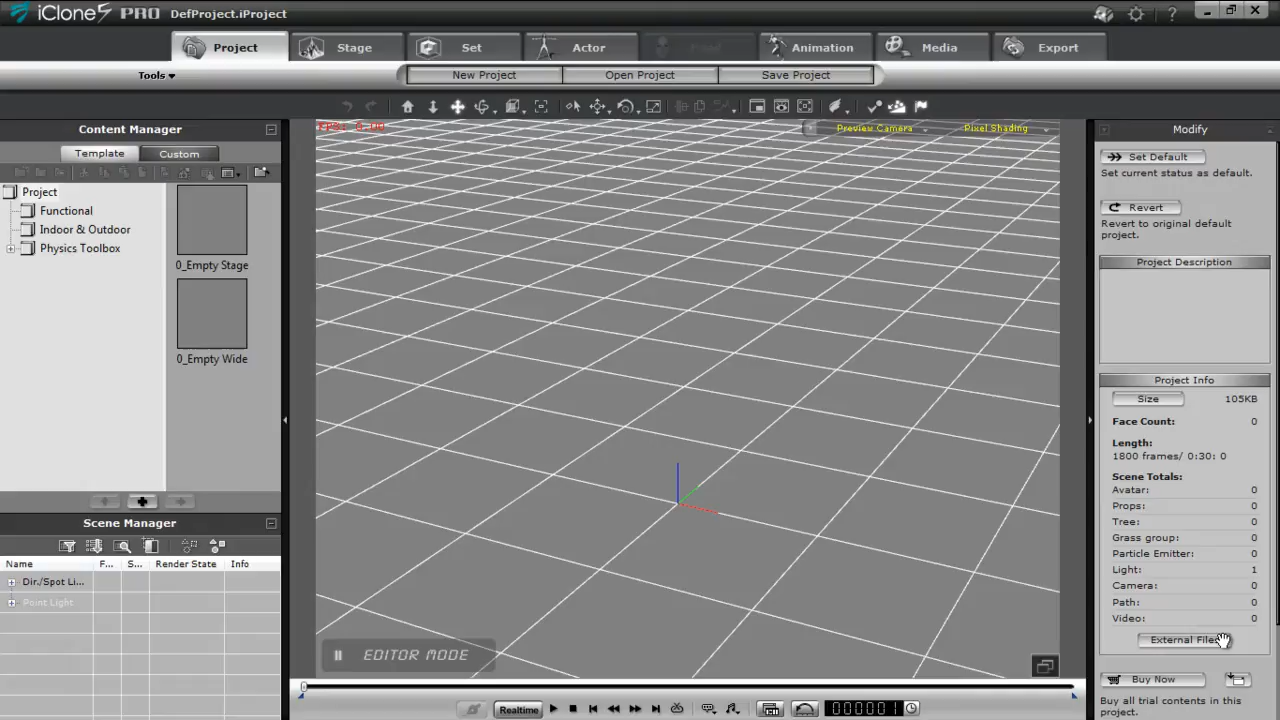 iClone5 PRO DefProject.iProject
?
Project Stage Set Actor Animation Media Export
Tools New Project Open Project Save Project
Content Manager
Template Custom
Project
Functional
Indoor & Outdoor
Physics Toolbox
0_Empty Stage
0_Empty Wide
Scene Manager
Name F... S... Render State Info
Dir./Spot Li...
Point Light
Preview Camera Pixel Shading
EDITOR MODE
Realtime 0000001
Modify
Set Default
Set current status as default.
Revert
Revert to original default
project.
Project Description
Project Info
Size 105KB
Face Count: 0
Length:
1800 frames/ 0:30: 0
Scene Totals:
Avatar: 0
Props: 0
Tree: 0
Grass group: 0
Particle Emitter: 0
Light: 1
Camera: 0
Path: 0
Video: 0
External Files
Buy Now
Buy all trial contents in this
project.